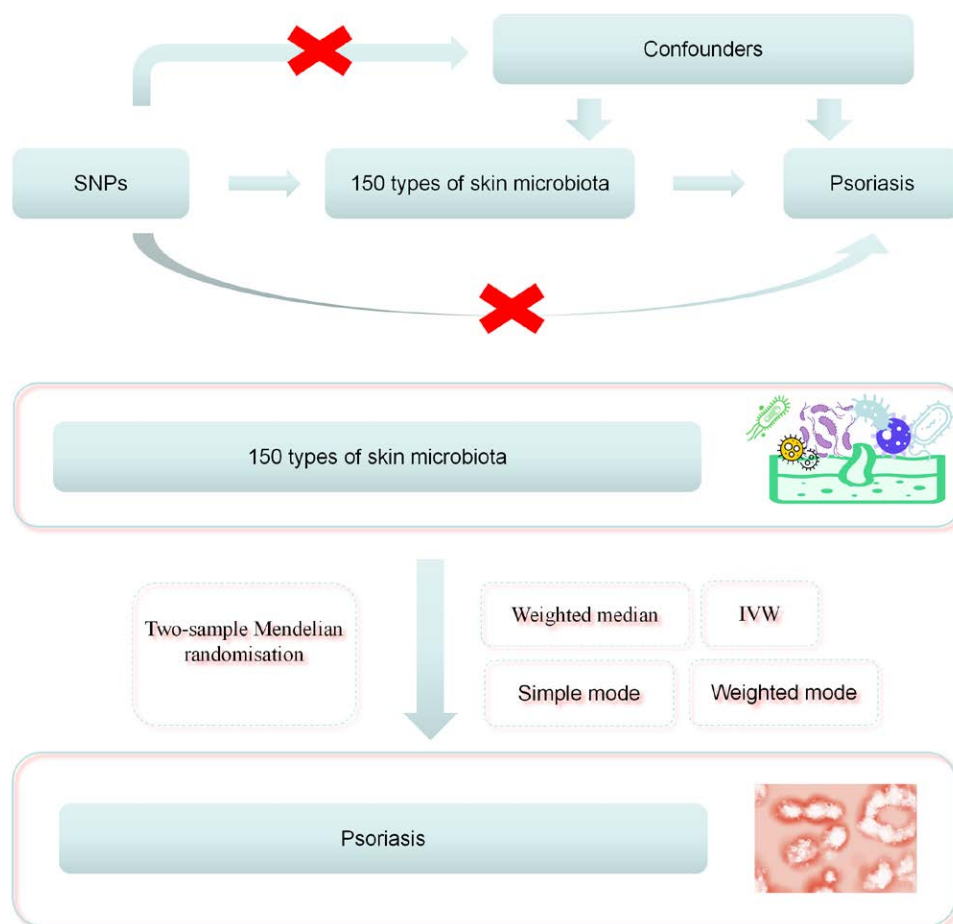 Confounders
SNPs
150 types of skin microbiota
Psoriasis
150 types of skin microbiota
Two-sample Mendelian
randomisation
Weighted median
IVW
Simple mode
Weighted mode
Psoriasis